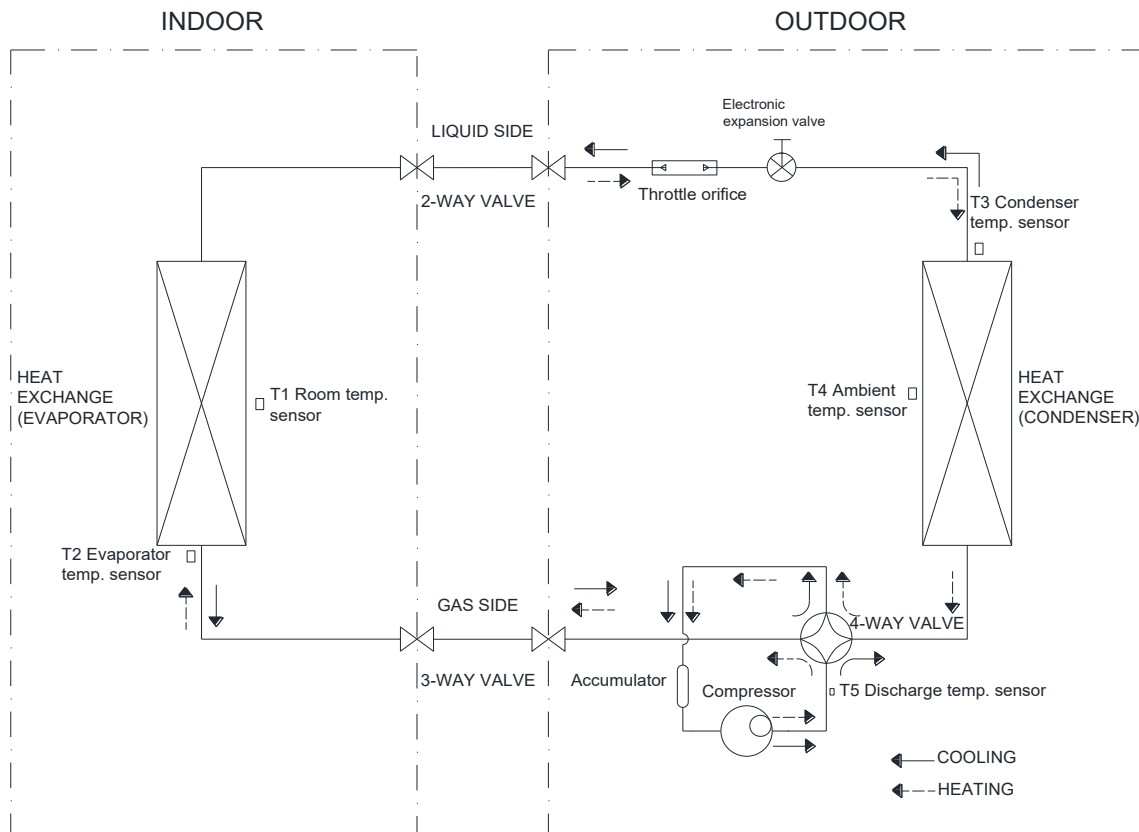 INDOOR
OUTDOOR
Electronic
expansion valve
LIQUID SIDE
2-WAY VALVE
Throttle orifice
T3 Condenser
temp. sensor
HEAT
EXCHANGE
(EVAPORATOR)
T1 Room temp.
sensor
T4 Ambient
temp. sensor
HEAT
EXCHANGE
(CONDENSER)
T2 Evaporator
temp. sensor
GAS SIDE
3-WAY VALVE
4-WAY VALVE
Accumulator
Compressor
T5 Discharge temp. sensor
COOLING
HEATING